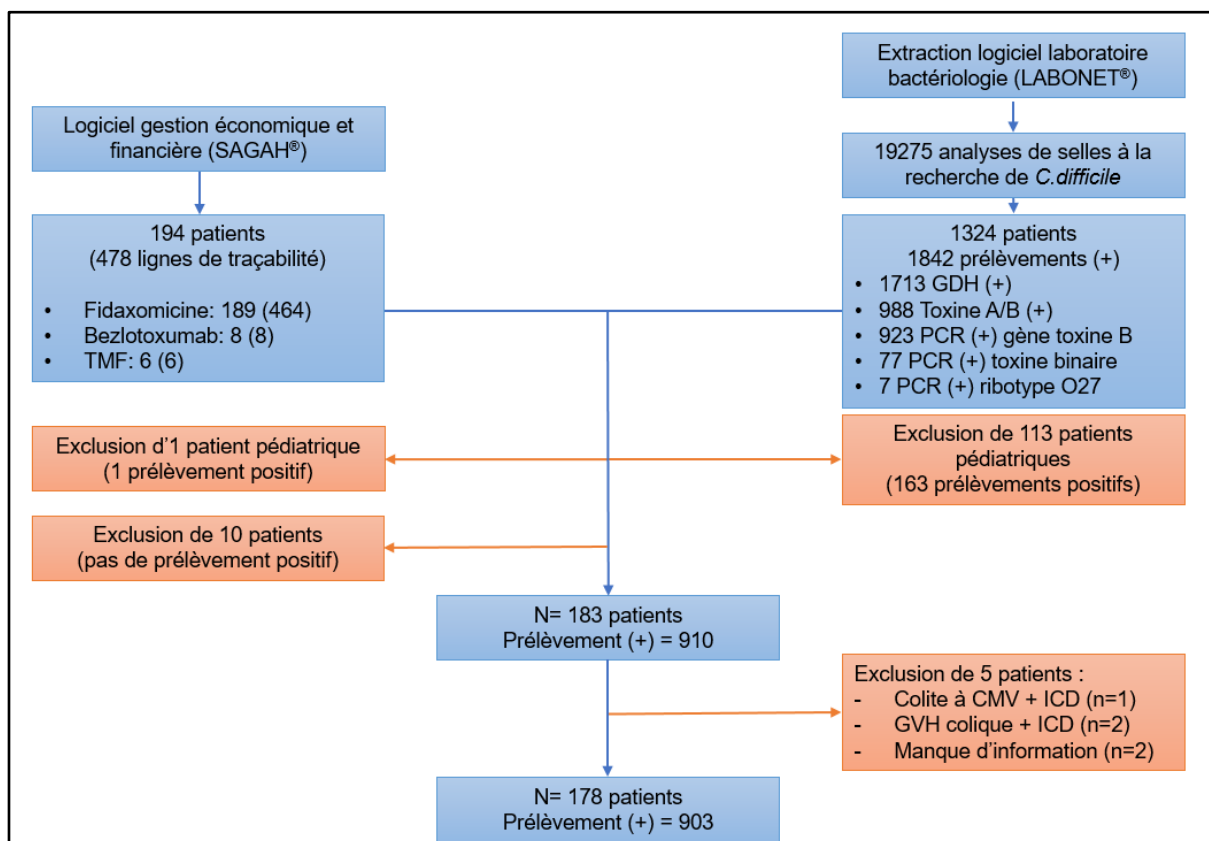 Extraction logiciel laboratoire
bactériologie (LABONET®)
Logiciel gestion économique et
financière (SAGAH®)
19275 analyses de selles à la
recherche de C.difficile
194 patients
(478 lignes de traçabilité)
• Fidaxomicine: 189 (464)
• Bezlotoxumab: 8 (8)
• TMF: 6 (6)
1324 patients
1842 prélèvements (+)
• 1713 GDH (+)
• 988 Toxine A/B (+)
• 923 PCR (+) gène toxine B
• 77 PCR (+) toxine binaire
• 7 PCR (+) ribotype O27
Exclusion d'1 patient pédiatrique
(1 prélèvement positif)
Exclusion de 113 patients
pédiatriques
(163 prélèvements positifs)
Exclusion de 10 patients
(pas de prélèvement positif)
N= 183 patients
Prélèvement (+) = 910
Exclusion de 5 patients :
- Colite à CMV + ICD (n=1)
- GVH colique + ICD (n=2)
- Manque d'information (n=2)
N= 178 patients
Prélèvement (+) = 903